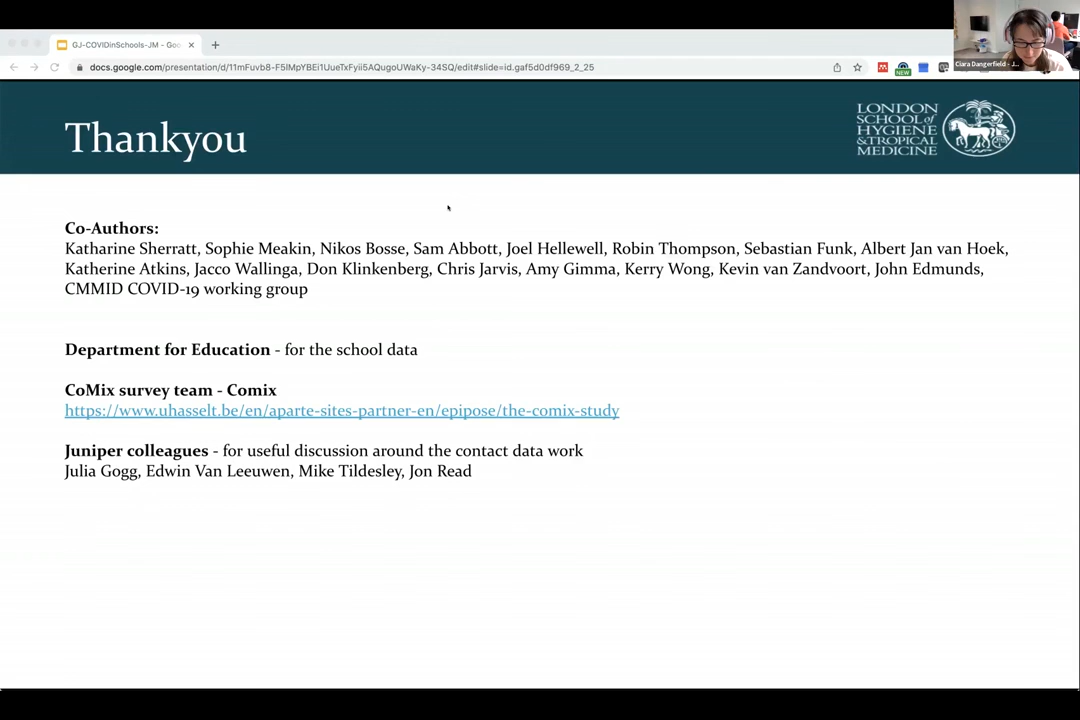 GJ-COVIDinSchools-JM - Goo
docs.google.com/presentation/d/11mFuvb8-F5IMpYBEi1UueTxFyii5AQugoUWaKy-34SQ/edit#slide=id.gaf5d0df969_2_25
NEW
Ciara Dangerfield - J...
Thankyou
LONDON
SCHOOL of
HYGIENE
& TROPICAL
MEDICINE
Co-Authors:
Katharine Sherratt, Sophie Meakin, Nikos Bosse, Sam Abbott, Joel Hellewell, Robin Thompson, Sebastian Funk, Albert Jan van Hoek,
Katherine Atkins, Jacco Wallinga, Don Klinkenberg, Chris Jarvis, Amy Gimma, Kerry Wong, Kevin van Zandvoort, John Edmunds,
CMMID COVID-19 working group
Department for Education - for the school data
CoMix survey team - Comix
https://www.uhasselt.be/en/aparte-sites-partner-en/epipose/the-comix-study
Juniper colleagues - for useful discussion around the contact data work
Julia Gogg, Edwin Van Leeuwen, Mike Tildesley, Jon Read